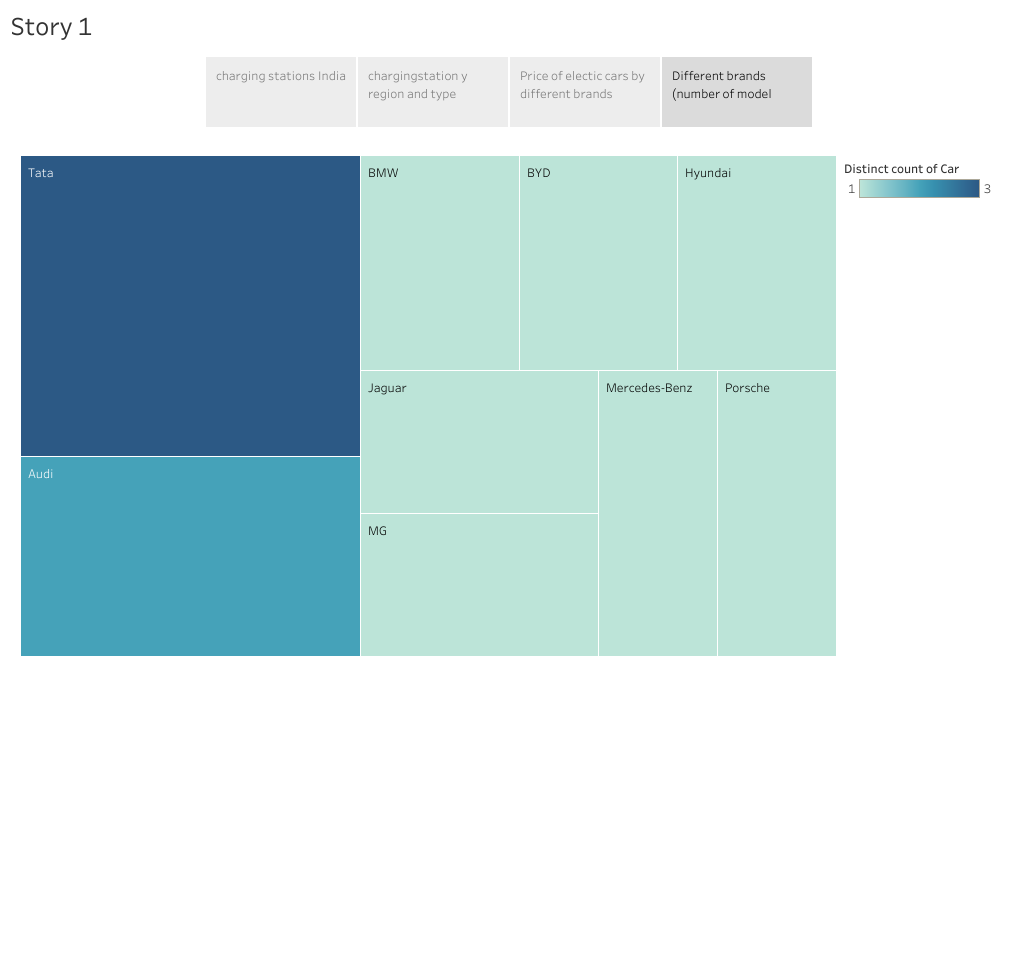 Story 1
charging stations India
chargingstation y
region and type
Price of electic cars by
different brands
Different brands
(number of model
Tata
BMW
BYD
Hyundai
Distinct count of Car
1
3
Jaguar
Mercedes-Benz
Porsche
Audi
MG